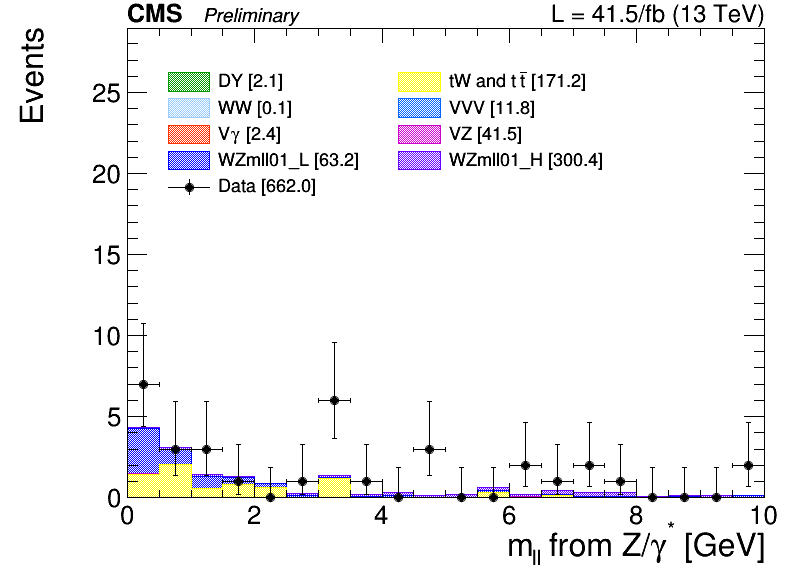 CMS Preliminary L = 41.5/fb (13 TeV)
Events
DY [2.1] tW and tt̅ [171.2]
WW [0.1] VVV [11.8]
Vγ [2.4] VZ [41.5]
WZmll01_L [63.2] WZmll01_H [300.4]
Data [662.0]
25
20
15
10
5
0
0 2 4 6 8 10
m_ll from Z/γ* [GeV]